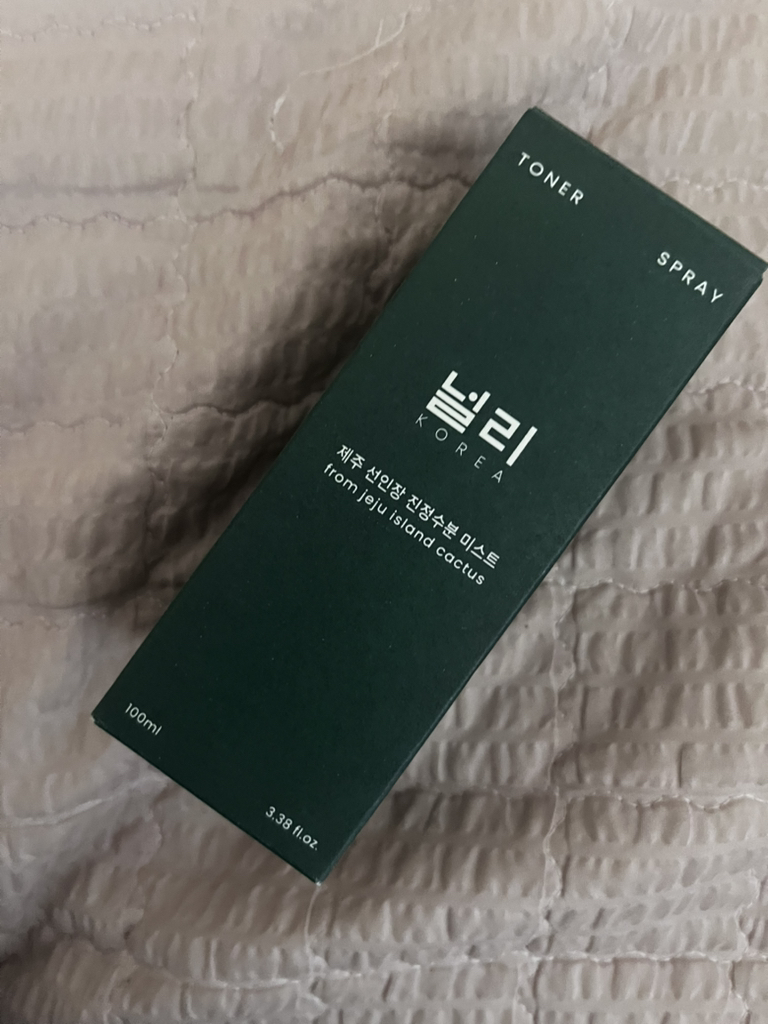 TONER
SPRAY
널리
KOREA
제주 선인장 진정수분 미스트
from jeju island cactus
100ml
3.38 fl.oz.